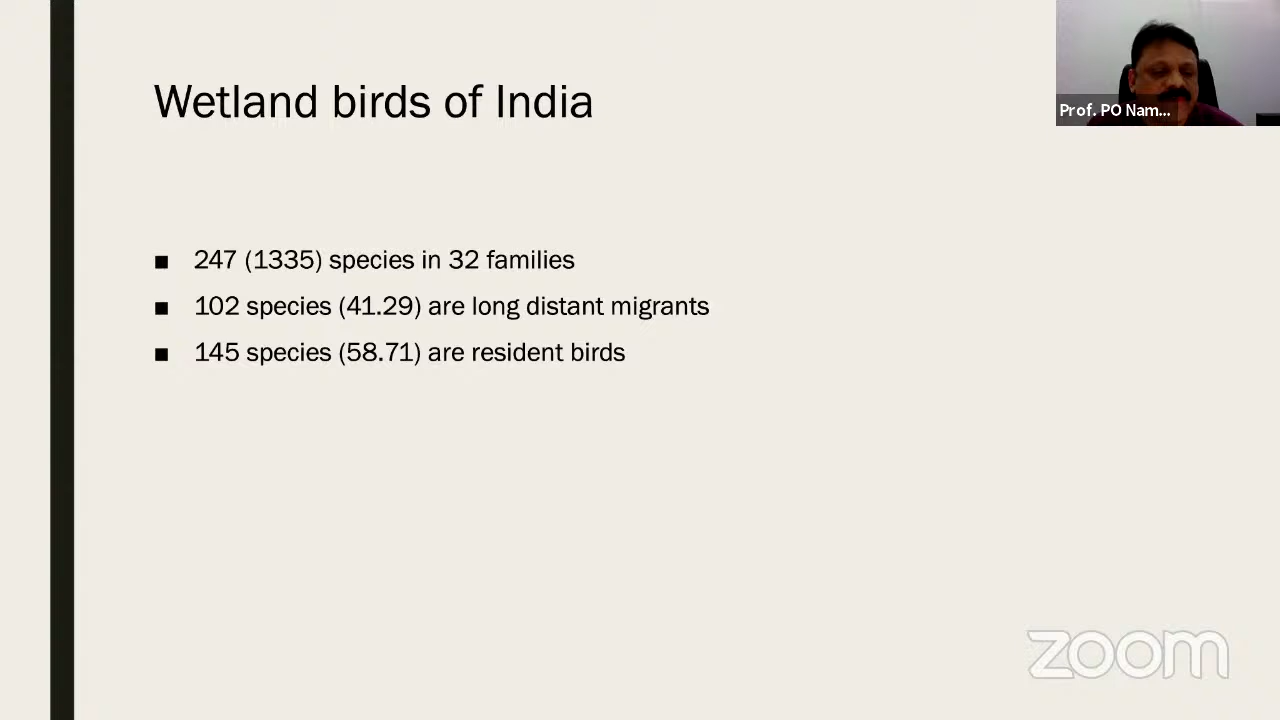 Wetland birds of India
Prof. PO Nam...
■ 247 (1335) species in 32 families
■ 102 species (41.29) are long distant migrants
■ 145 species (58.71) are resident birds
zoom